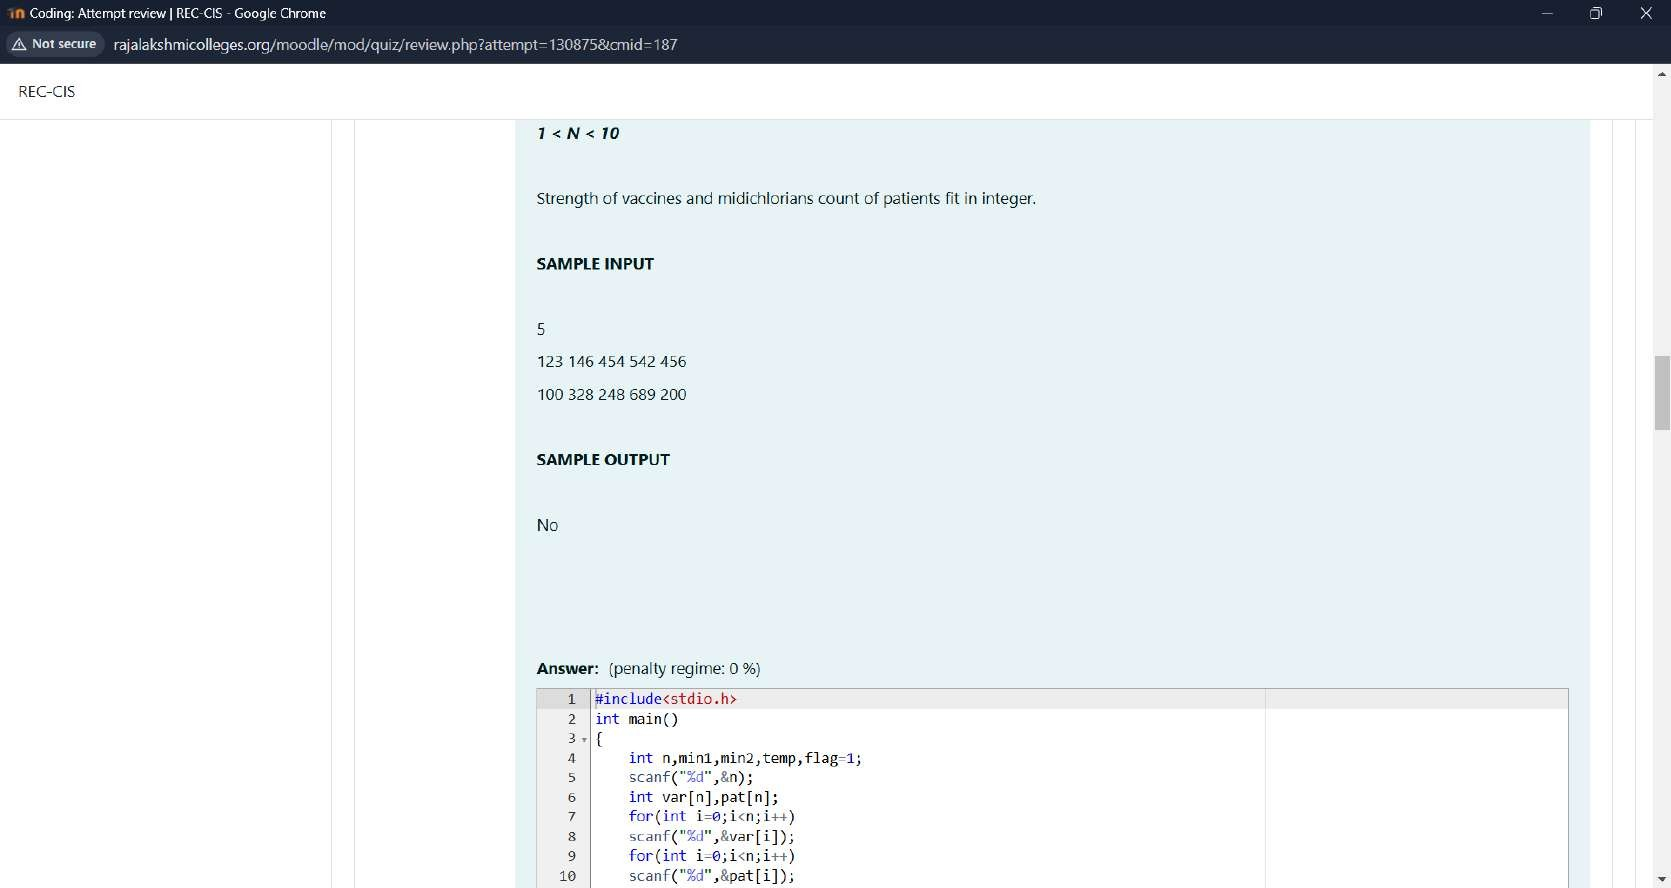 Coding: Attempt review | REC-CIS - Google Chrome
Not secure rajalakshmicolleges.org/moodle/mod/quiz/review.php?attempt=130875&cmid=187
REC-CIS
1 < N < 10
Strength of vaccines and midichlorians count of patients fit in integer.
SAMPLE INPUT
5
123 146 454 542 456
100 328 248 689 200
SAMPLE OUTPUT
No
Answer: (penalty regime: 0 %)
1 #include<stdio.h>
2 int main()
3 {
4 int n,min1,min2,temp,flag=1;
5 scanf("%d",&n);
6 int var[n],pat[n];
7 for(int i=0;i<n;i++)
8 scanf("%d",&var[i]);
9 for(int i=0;i<n;i++)
10 scanf("%d",&pat[i]);